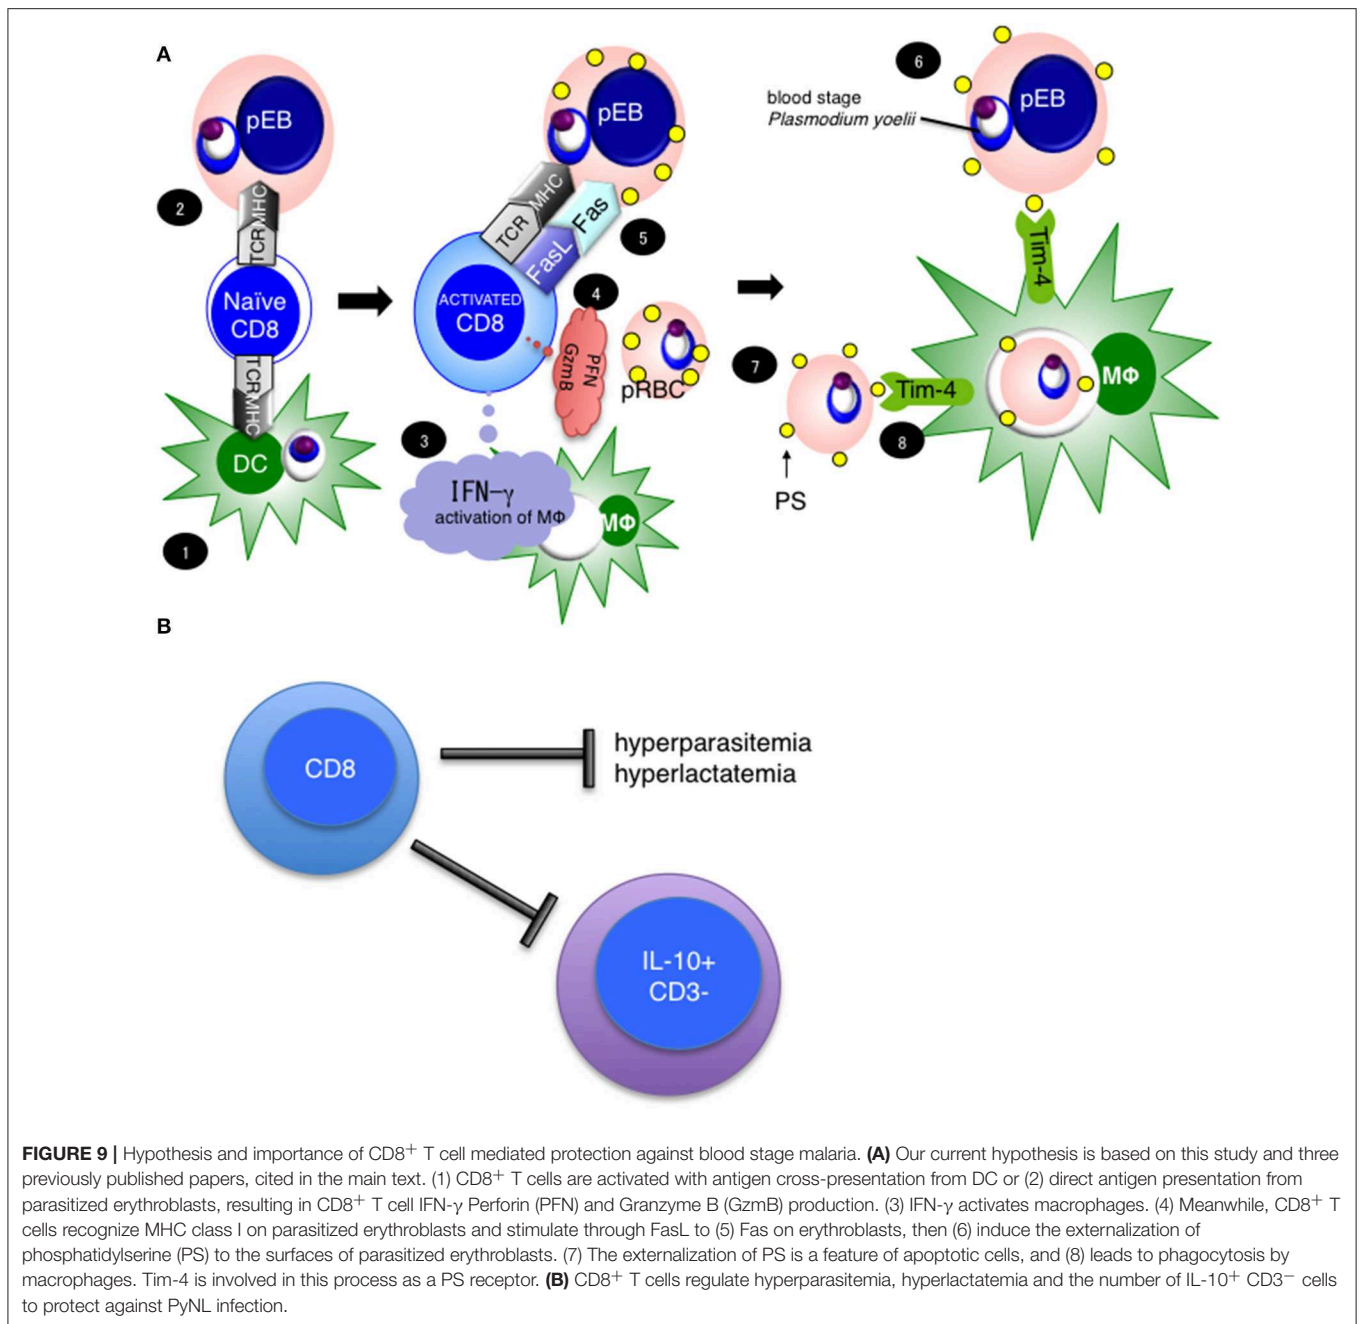 A
pEB
2
MHC
TCR
Naïve
CD8
TCR
MHC
DC
1
pEB
MHC
TCR
Fas
FasL
5
ACTIVATED
CD8
4
PFN
GzmB
pRBC
3
IFN-γ
activation of MΦ
MΦ
6
blood stage
Plasmodium yoelii
pEB
Tim-4
7
Tim-4
MΦ
8
PS
B
CD8
hyperparasitemia
hyperlactatemia
IL-10+
CD3-
FIGURE 9 | Hypothesis and importance of CD8+ T cell mediated protection against blood stage malaria. (A) Our current hypothesis is based on this study and three
previously published papers, cited in the main text. (1) CD8+ T cells are activated with antigen cross-presentation from DC or (2) direct antigen presentation from
parasitized erythroblasts, resulting in CD8+ T cell IFN-γ Perforin (PFN) and Granzyme B (GzmB) production. (3) IFN-γ activates macrophages. (4) Meanwhile, CD8+ T
cells recognize MHC class I on parasitized erythroblasts and stimulate through FasL to (5) Fas on erythroblasts, then (6) induce the externalization of
phosphatidylserine (PS) to the surfaces of parasitized erythroblasts. (7) The externalization of PS is a feature of apoptotic cells, and (8) leads to phagocytosis by
macrophages. Tim-4 is involved in this process as a PS receptor. (B) CD8+ T cells regulate hyperparasitemia, hyperlactatemia and the number of IL-10+ CD3− cells
to protect against PyNL infection.